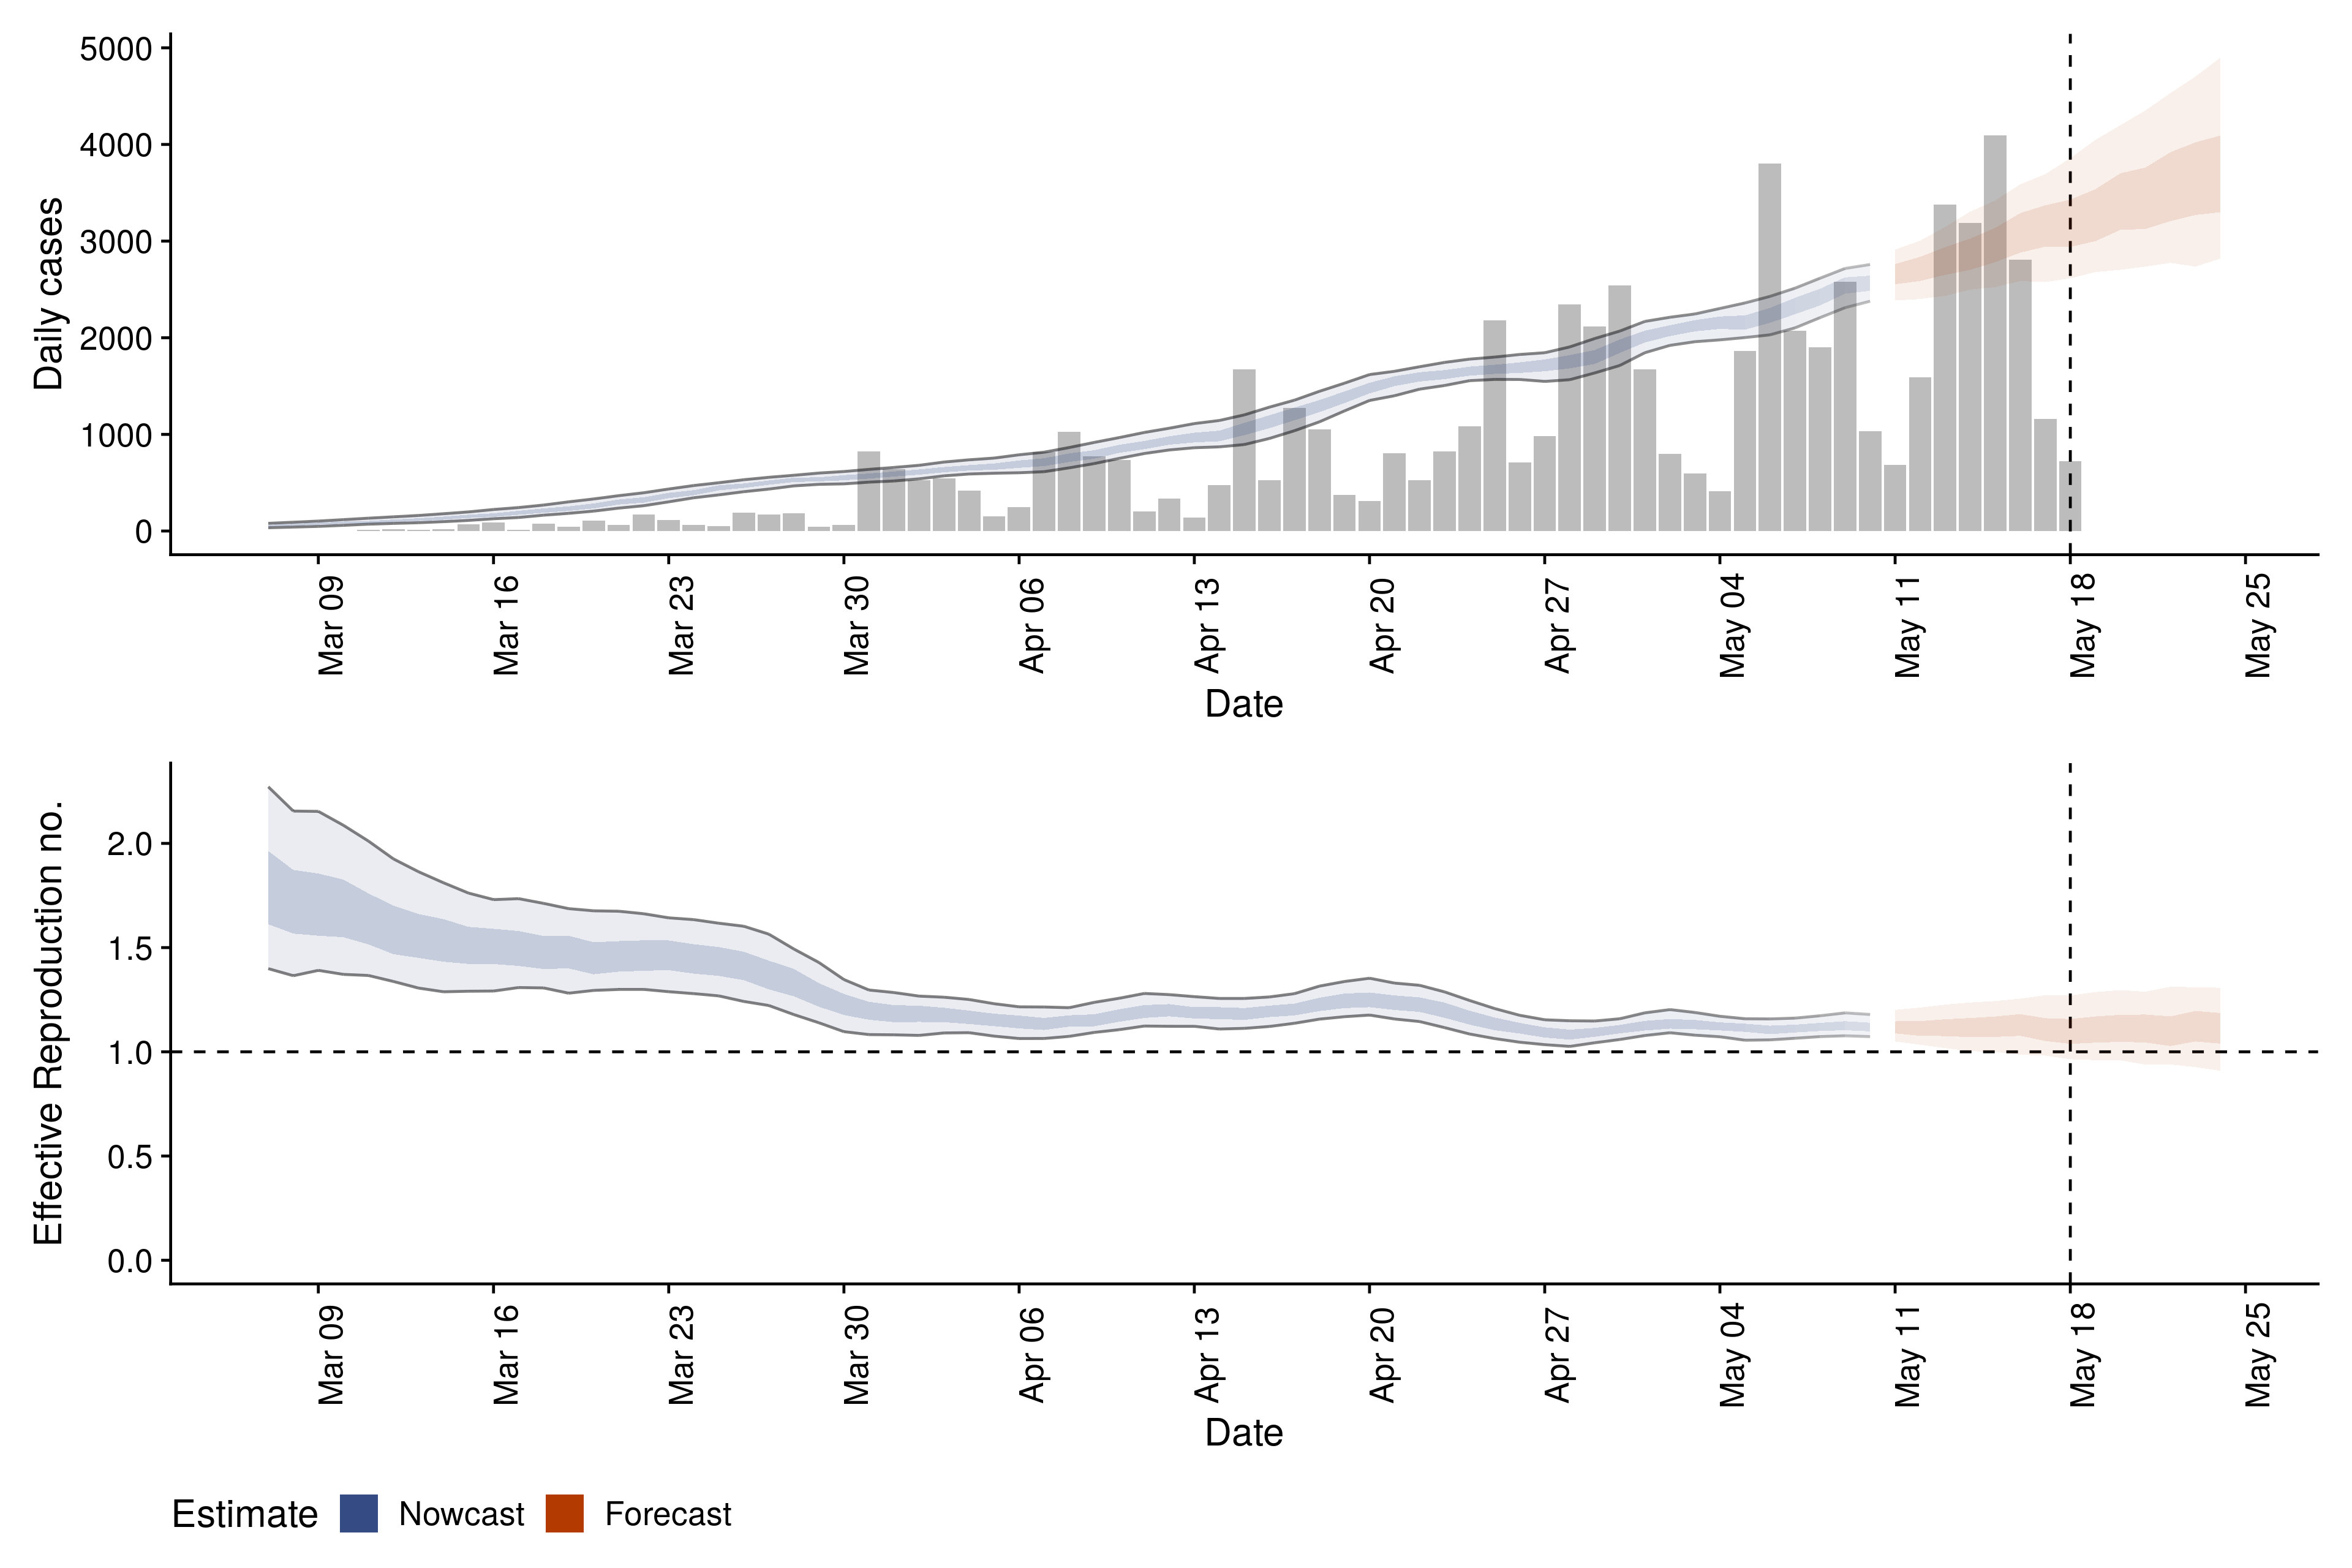 5000
4000
3000
2000
1000
0
Daily cases
Mar 09
Mar 16
Mar 23
Mar 30
Apr 06
Apr 13
Apr 20
Apr 27
May 04
May 11
May 18
May 25
Date
2.0
1.5
1.0
0.5
0.0
Effective Reproduction no.
Mar 09
Mar 16
Mar 23
Mar 30
Apr 06
Apr 13
Apr 20
Apr 27
May 04
May 11
May 18
May 25
Date
Estimate Nowcast Forecast